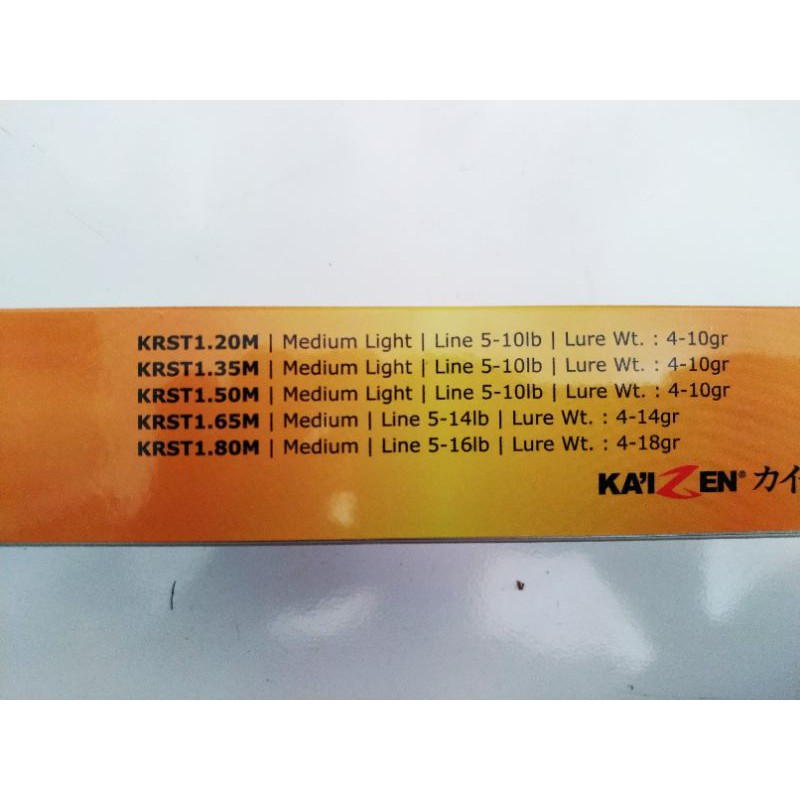 KRST1.20M | Medium Light | Line 5-10lb | Lure Wt. : 4-10gr
KRST1.35M | Medium Light | Line 5-10lb | Lure Wt. : 4-10gr
KRST1.50M | Medium Light | Line 5-10lb | Lure Wt. : 4-10gr
KRST1.65M | Medium | Line 5-14lb | Lure Wt. : 4-14gr
KRST1.80M | Medium | Line 5-16lb | Lure Wt. : 4-18gr
KA'IZEN® カイ